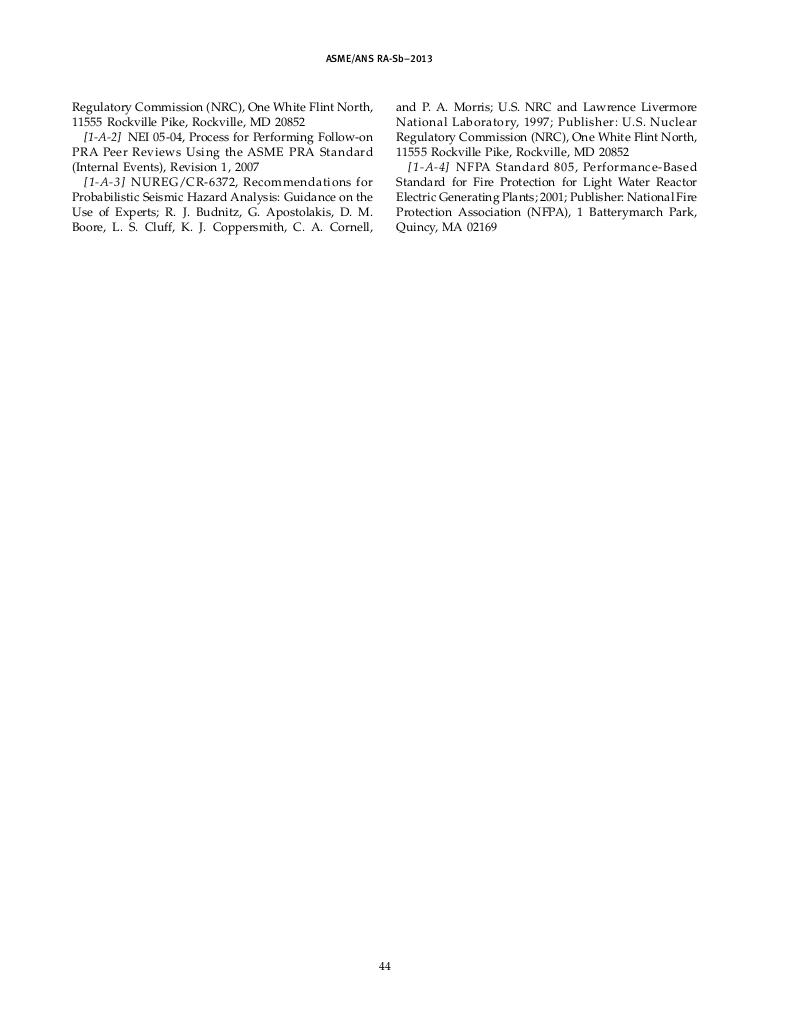 ASME/ANS RA-Sb–2013
Regulatory Commission (NRC), One White Flint North,
11555 Rockville Pike, Rockville, MD 20852
[1-A-2] NEI 05-04, Process for Performing Follow-on
PRA Peer Reviews Using the ASME PRA Standard
(Internal Events), Revision 1, 2007
[1-A-3] NUREG/CR-6372, Recommendations for
Probabilistic Seismic Hazard Analysis: Guidance on the
Use of Experts; R. J. Budnitz, G. Apostolakis, D. M.
Boore, L. S. Cluff, K. J. Coppersmith, C. A. Cornell,
and P. A. Morris; U.S. NRC and Lawrence Livermore
National Laboratory, 1997; Publisher: U.S. Nuclear
Regulatory Commission (NRC), One White Flint North,
11555 Rockville Pike, Rockville, MD 20852
[1-A-4] NFPA Standard 805, Performance-Based
Standard for Fire Protection for Light Water Reactor
Electric Generating Plants; 2001; Publisher: National Fire
Protection Association (NFPA), 1 Batterymarch Park,
Quincy, MA 02169
44